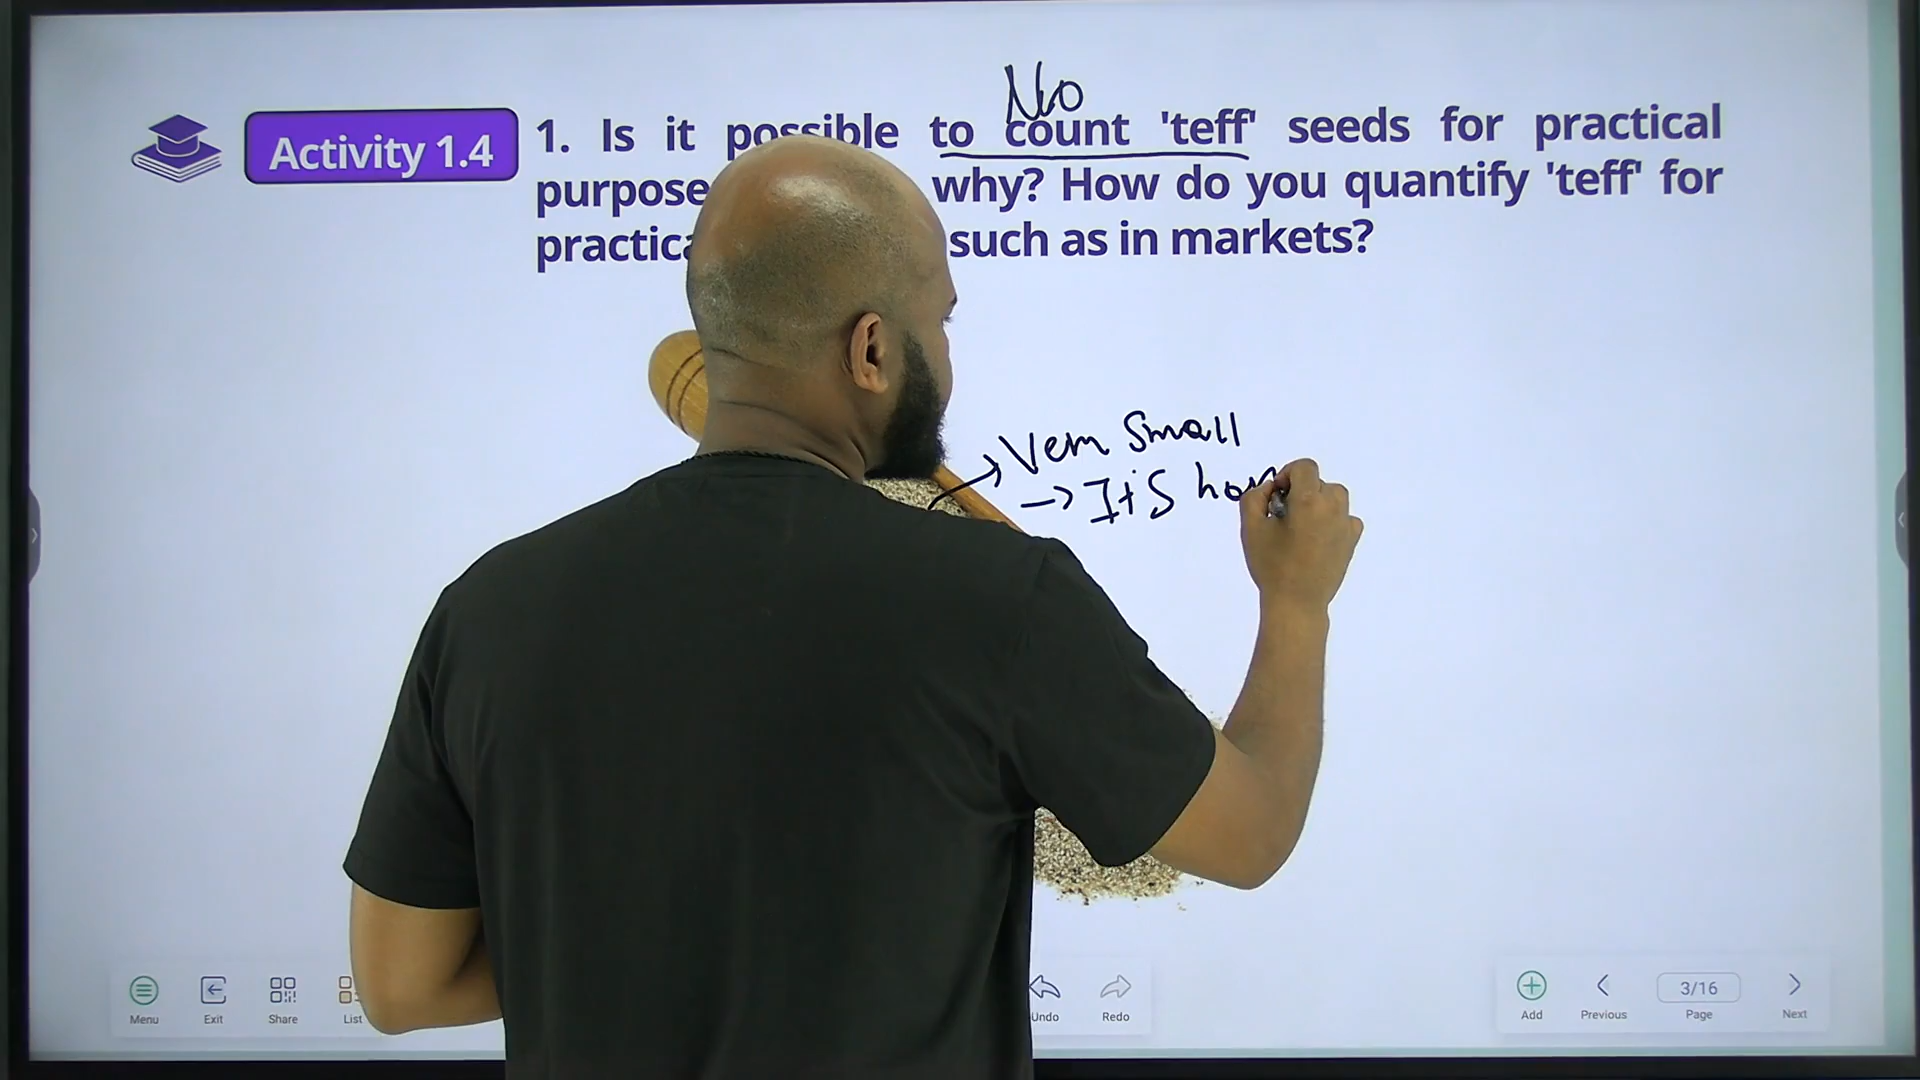 No
Activity 1.4
1. Is it possible to count 'teff' seeds for practical
purpose why? How do you quantify 'teff' for
such as in markets?
Very Small
→ It is
Menu Exit Share List Undo Redo Add Previous 3/16 Page Next